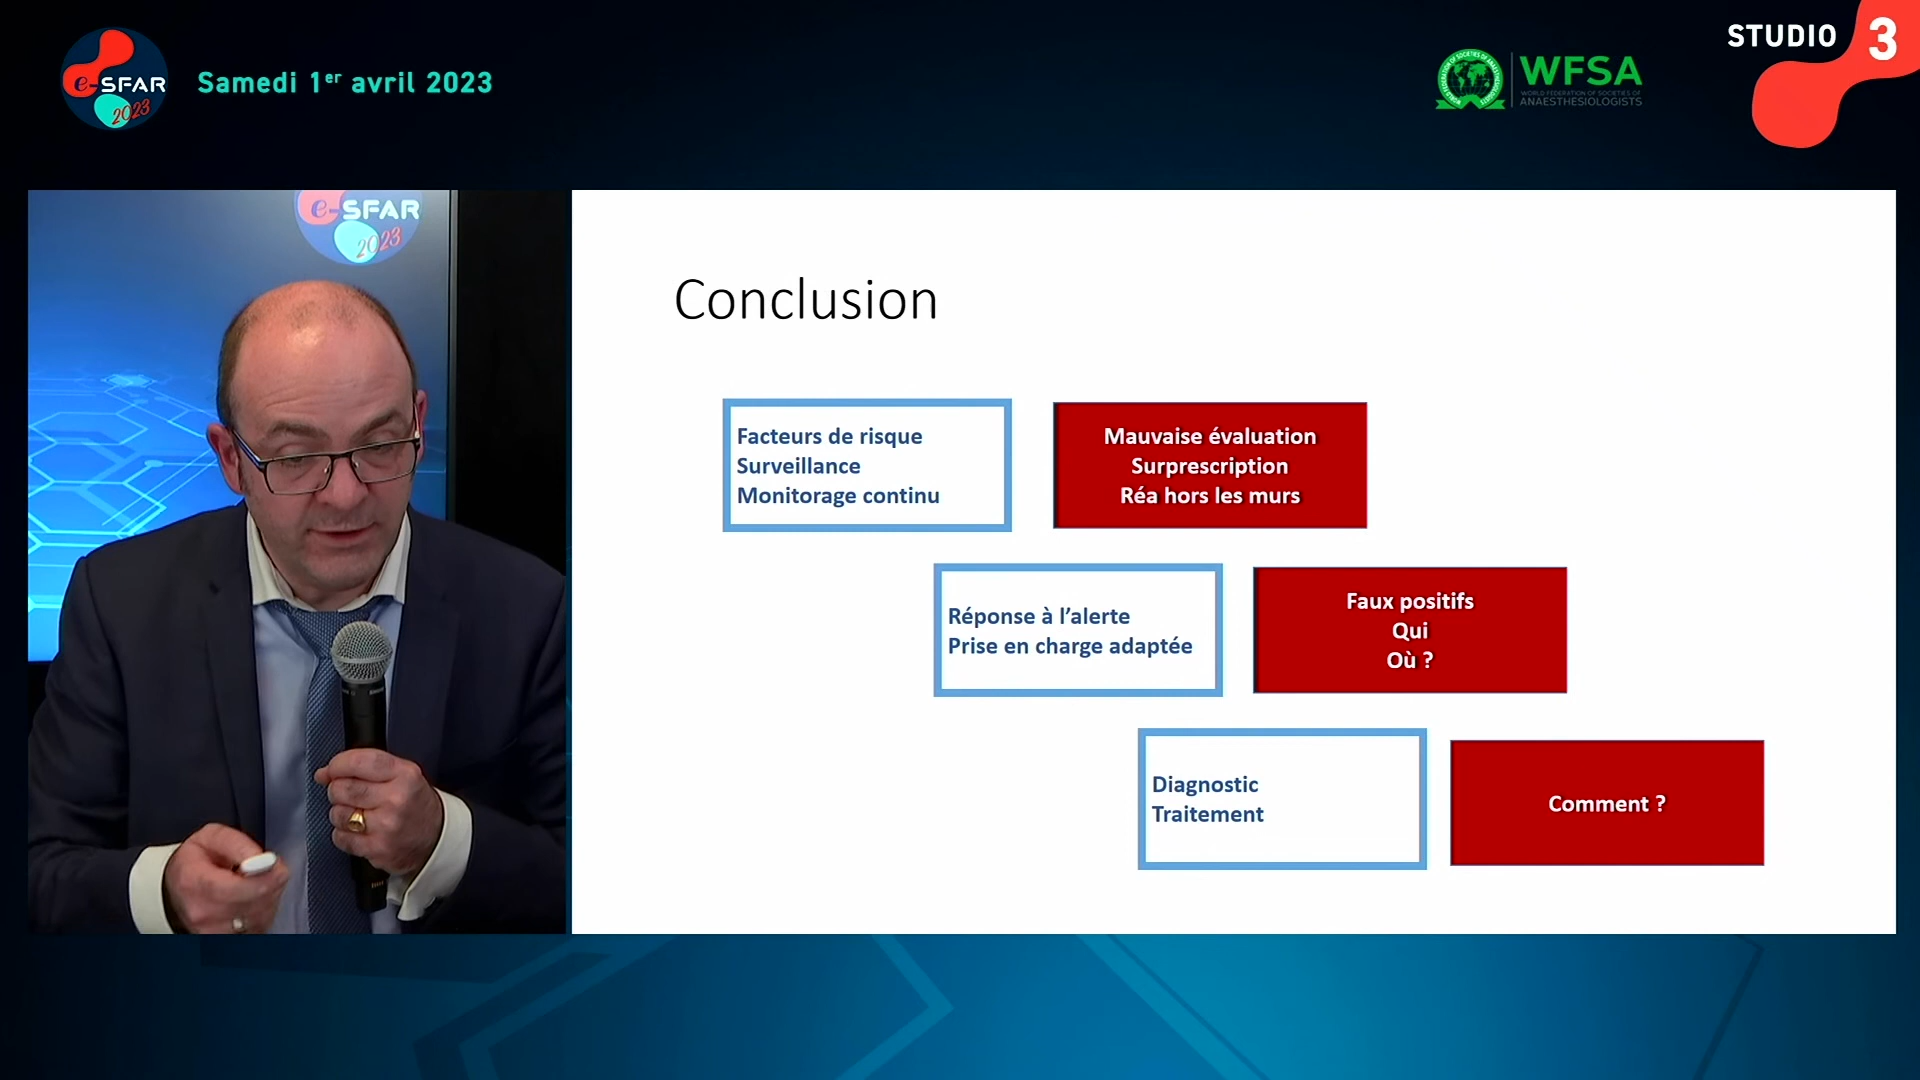 e-SFAR
2023
Samedi 1er avril 2023
WFSA
WORLD FEDERATION OF SOCIETIES OF
ANAESTHESIOLOGISTS
STUDIO 3
e-SFAR
2023
Conclusion
Facteurs de risque
Surveillance
Monitorage continu
Mauvaise évaluation
Surprescription
Réa hors les murs
Réponse à l’alerte
Prise en charge adaptée
Faux positifs
Qui
Où ?
Diagnostic
Traitement
Comment ?